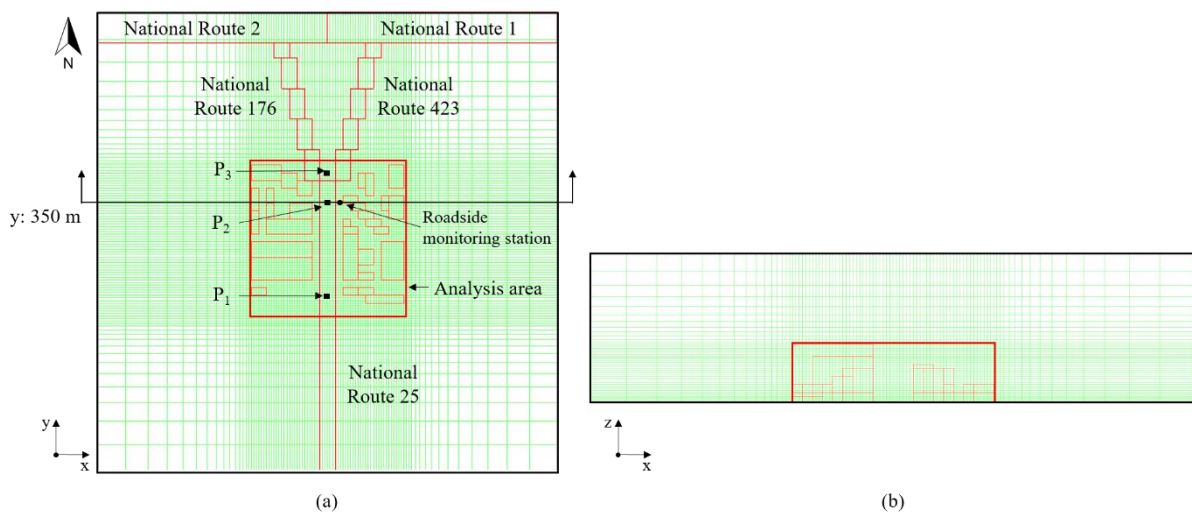 National Route 2
National Route 1
N
National
Route 176
National
Route 423
P3
y: 350 m
P2
Roadside
monitoring station
P1
Analysis area
National
Route 25
y
x
z
x
(a)
(b)